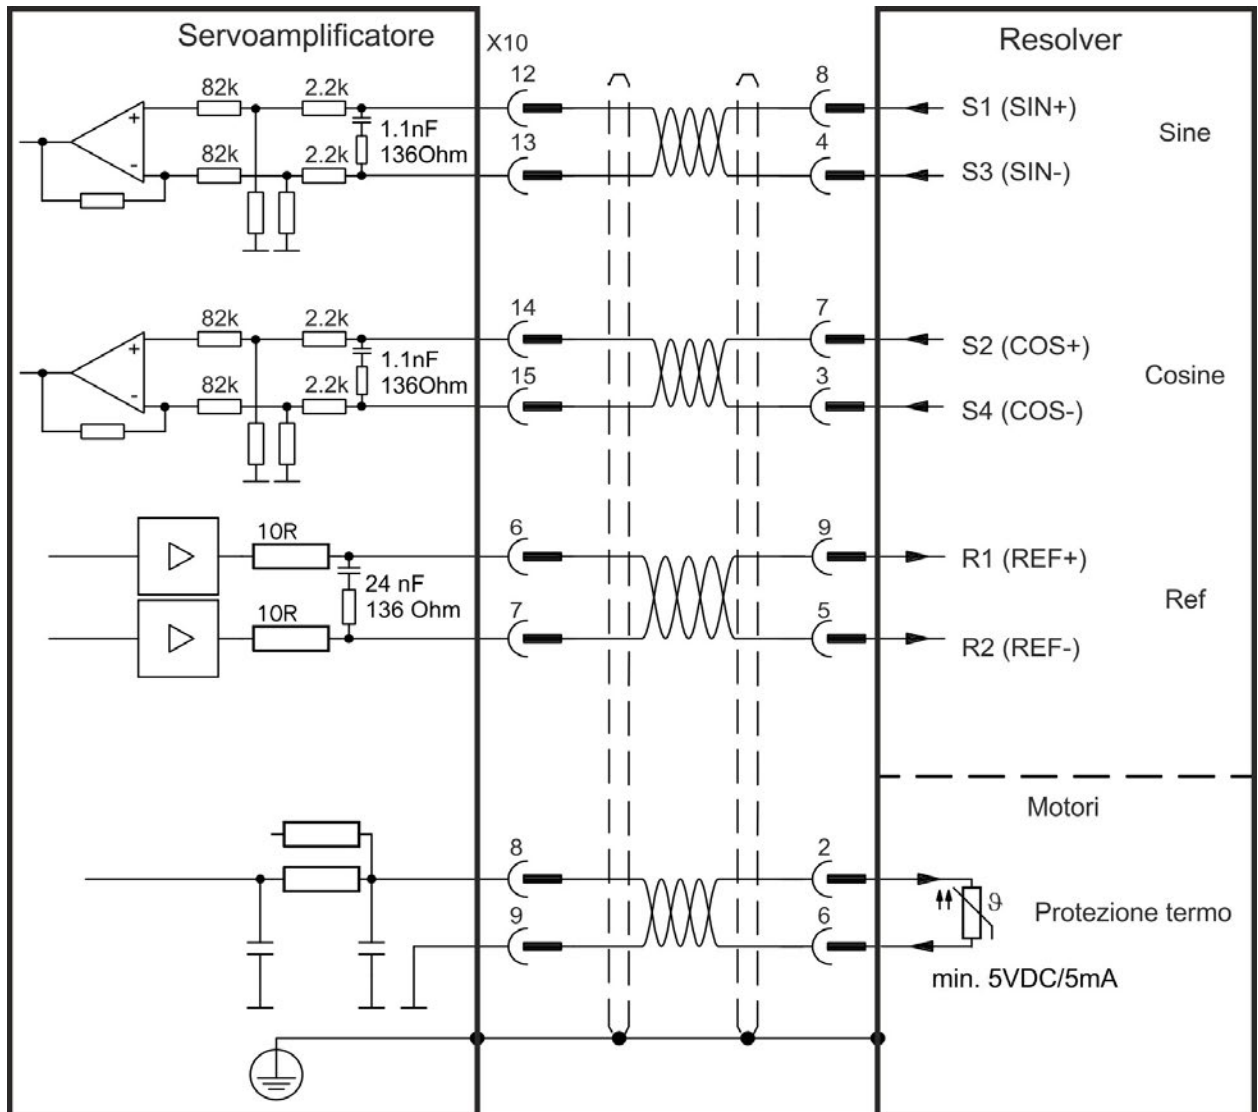 Servoamplificatore
X10
Resolver
82k
2.2k
12
8
S1 (SIN+)
+
1.1nF
136Ohm
Sine
-
82k
2.2k
13
4
S3 (SIN-)
82k
2.2k
14
7
S2 (COS+)
+
1.1nF
136Ohm
Cosine
-
82k
2.2k
15
3
S4 (COS-)
10R
6
9
R1 (REF+)
24 nF
136 Ohm
Ref
10R
7
5
R2 (REF-)
Motori
8
2
ϑ
Protezione termo
9
6
min. 5VDC/5mA